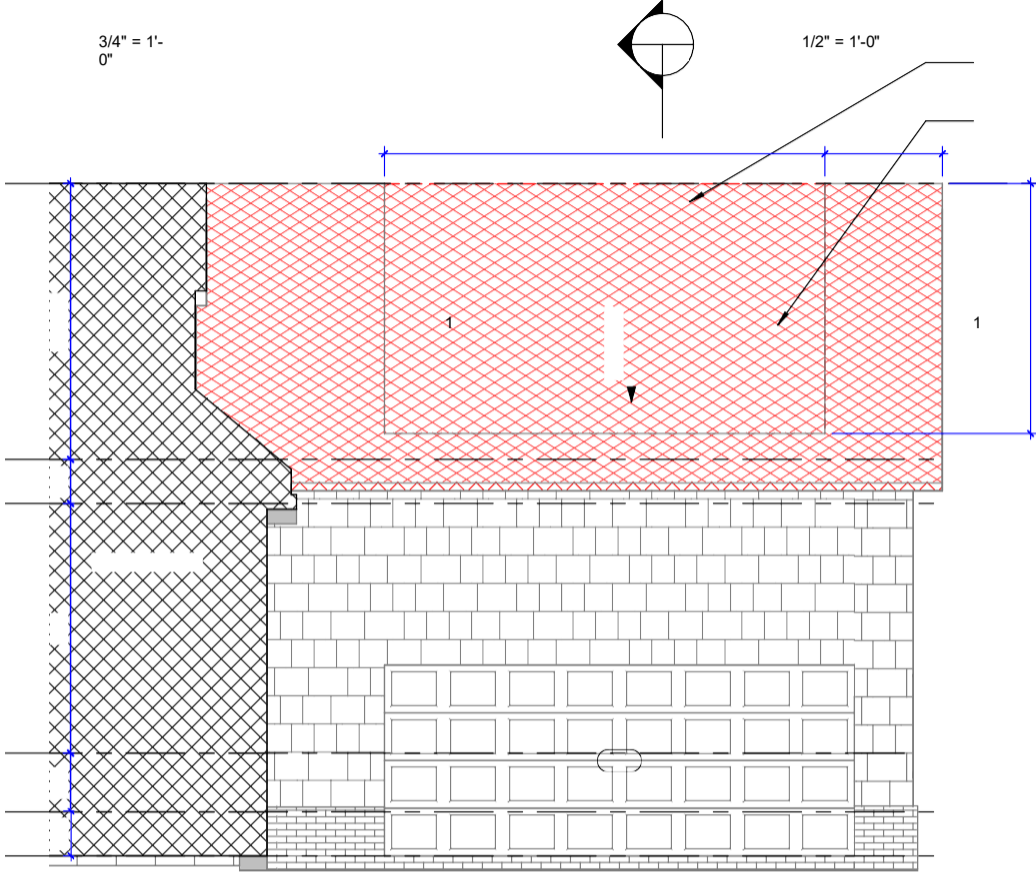 3/4" = 1'-
0"
1/2" = 1'-0"
1
1